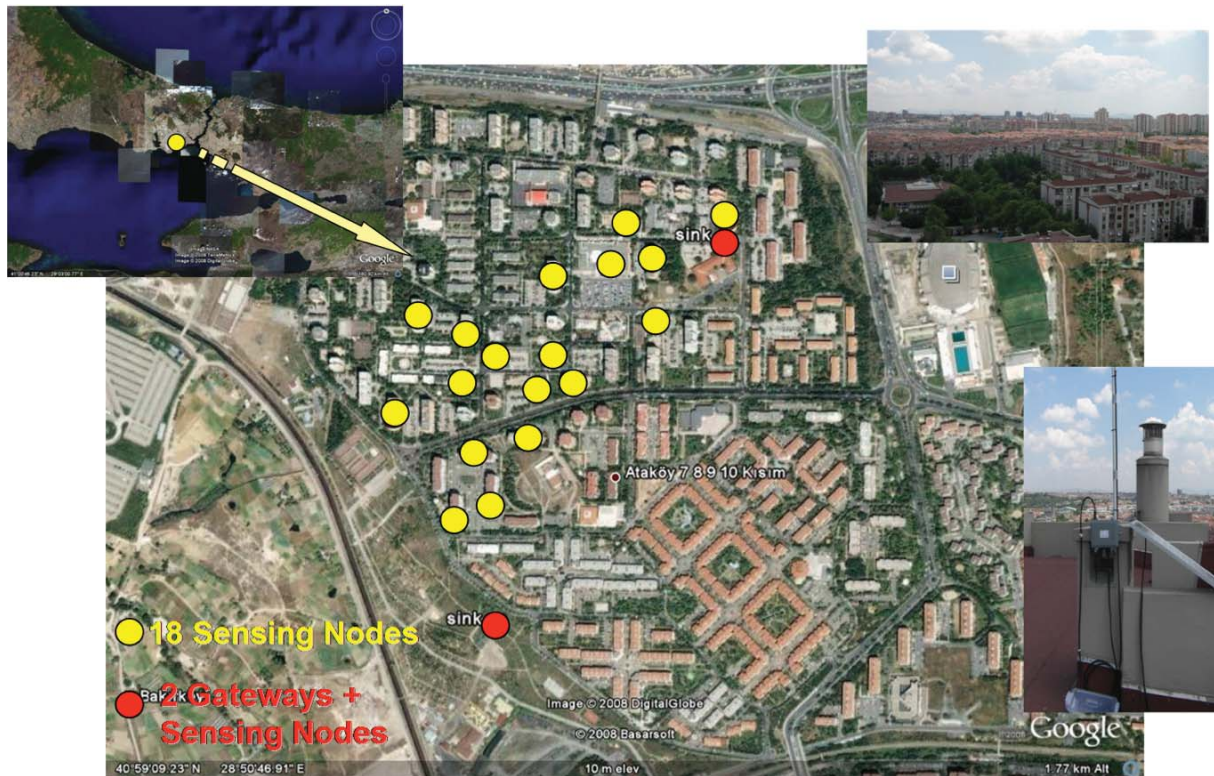 Google
sink
Ataköy 7 8 9 10 Kısım
sink
18 Sensing Nodes
2 Gateways +
Sensing Nodes
Image © 2008 DigitalGlobe
© 2008 Basarsoft
Google
40°59'09.23" N 28°50'46.91" E
10 m elev
1.77 km Alt